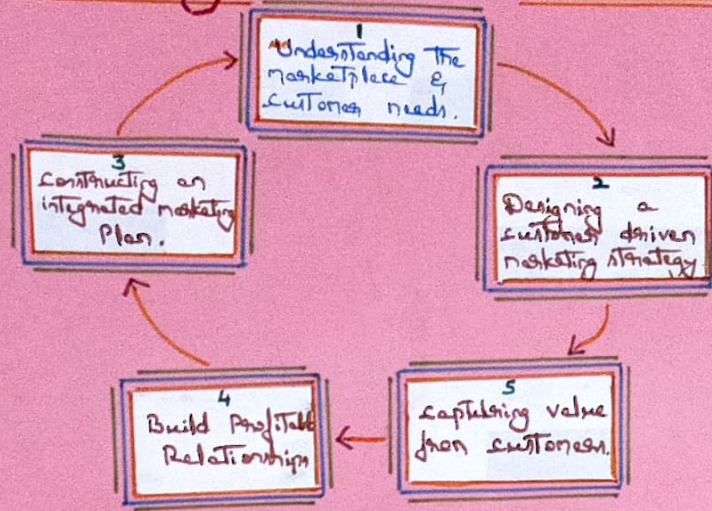 1
Understanding The
marketplace &
customer needs.
2
Designing a
customer driven
marketing strategy
3
Constructing an
integrated marketing
Plan.
4
Build Profitable
Relationships
5
capturing value
from customers.